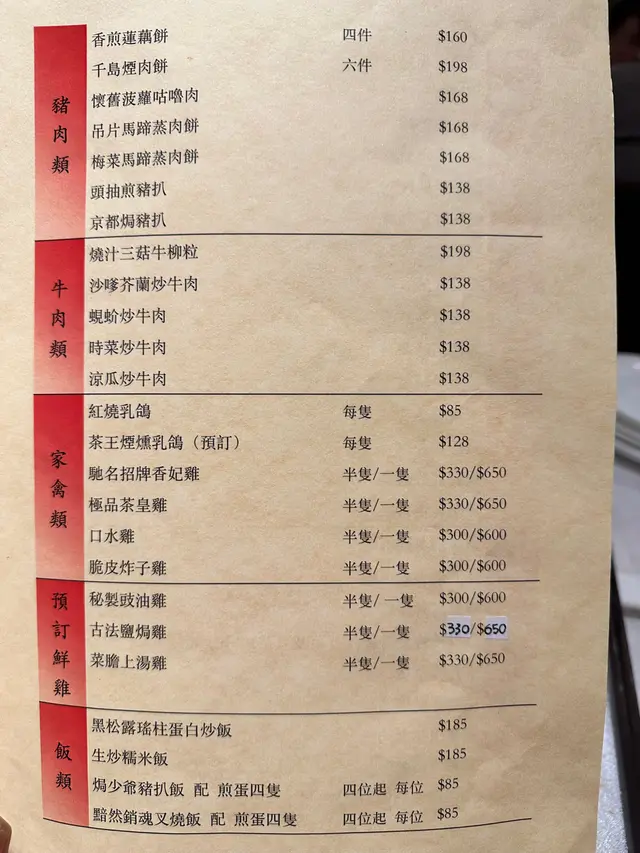 豬肉類
香煎蓮藕餅 四件 $160
千島煙肉餅 六件 $198
懷舊菠蘿咕嚕肉 $168
吊片馬蹄蒸肉餅 $168
梅菜馬蹄蒸肉餅 $168
頭抽煎豬扒 $138
京都焗豬扒 $138
牛肉類
燒汁三菇牛柳粒 $198
沙嗲芥蘭炒牛肉 $138
蜆蚧炒牛肉 $138
時菜炒牛肉 $138
涼瓜炒牛肉 $138
家禽類
紅燒乳鴿 每隻 $85
茶王煙燻乳鴿（預訂） 每隻 $128
馳名招牌香妃雞 半隻/一隻 $330/$650
極品茶皇雞 半隻/一隻 $330/$650
口水雞 半隻/一隻 $300/$600
脆皮炸子雞 半隻/一隻 $300/$600
預訂鮮雞
秘製豉油雞 半隻/ 一隻 $300/$600
古法鹽焗雞 半隻/一隻 $330/$650
菜膽上湯雞 半隻/一隻 $330/$650
飯類
黑松露瑤柱蛋白炒飯 $185
生炒糯米飯 $185
焗少爺豬扒飯 配 煎蛋四隻 四位起 每位 $85
黯然銷魂叉燒飯 配 煎蛋四隻 四位起 每位 $85